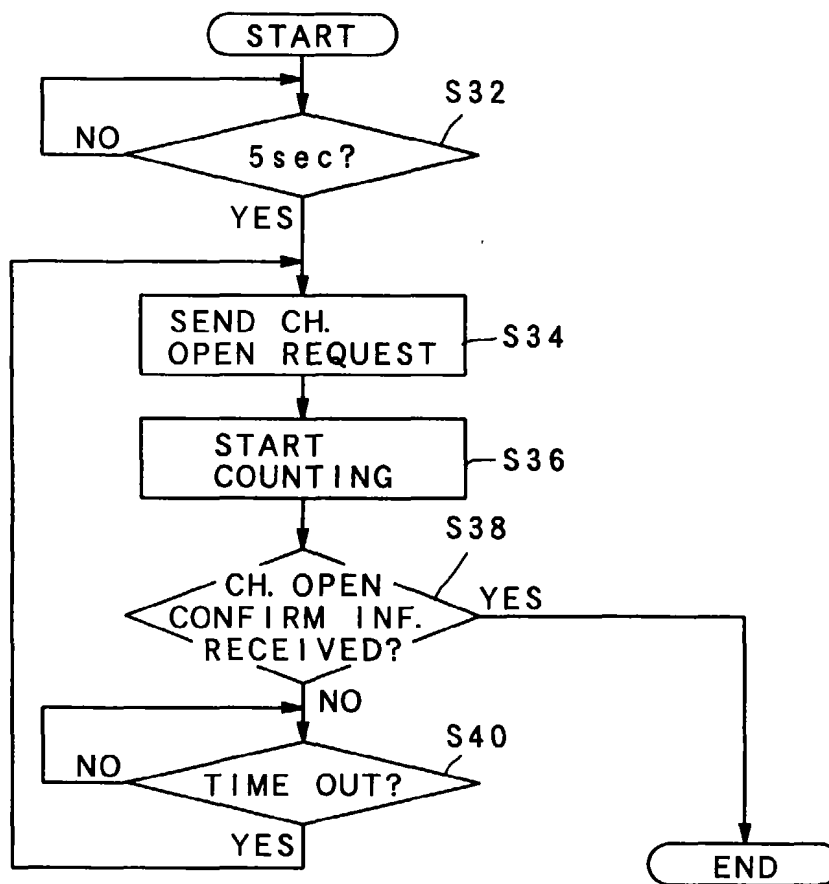 START
S32
NO
5sec?
YES
SEND CH.
OPEN REQUEST
S34
START
COUNTING
S36
S38
CH. OPEN
CONFIRM INF.
RECEIVED?
YES
NO
S40
NO
TIME OUT?
YES
END